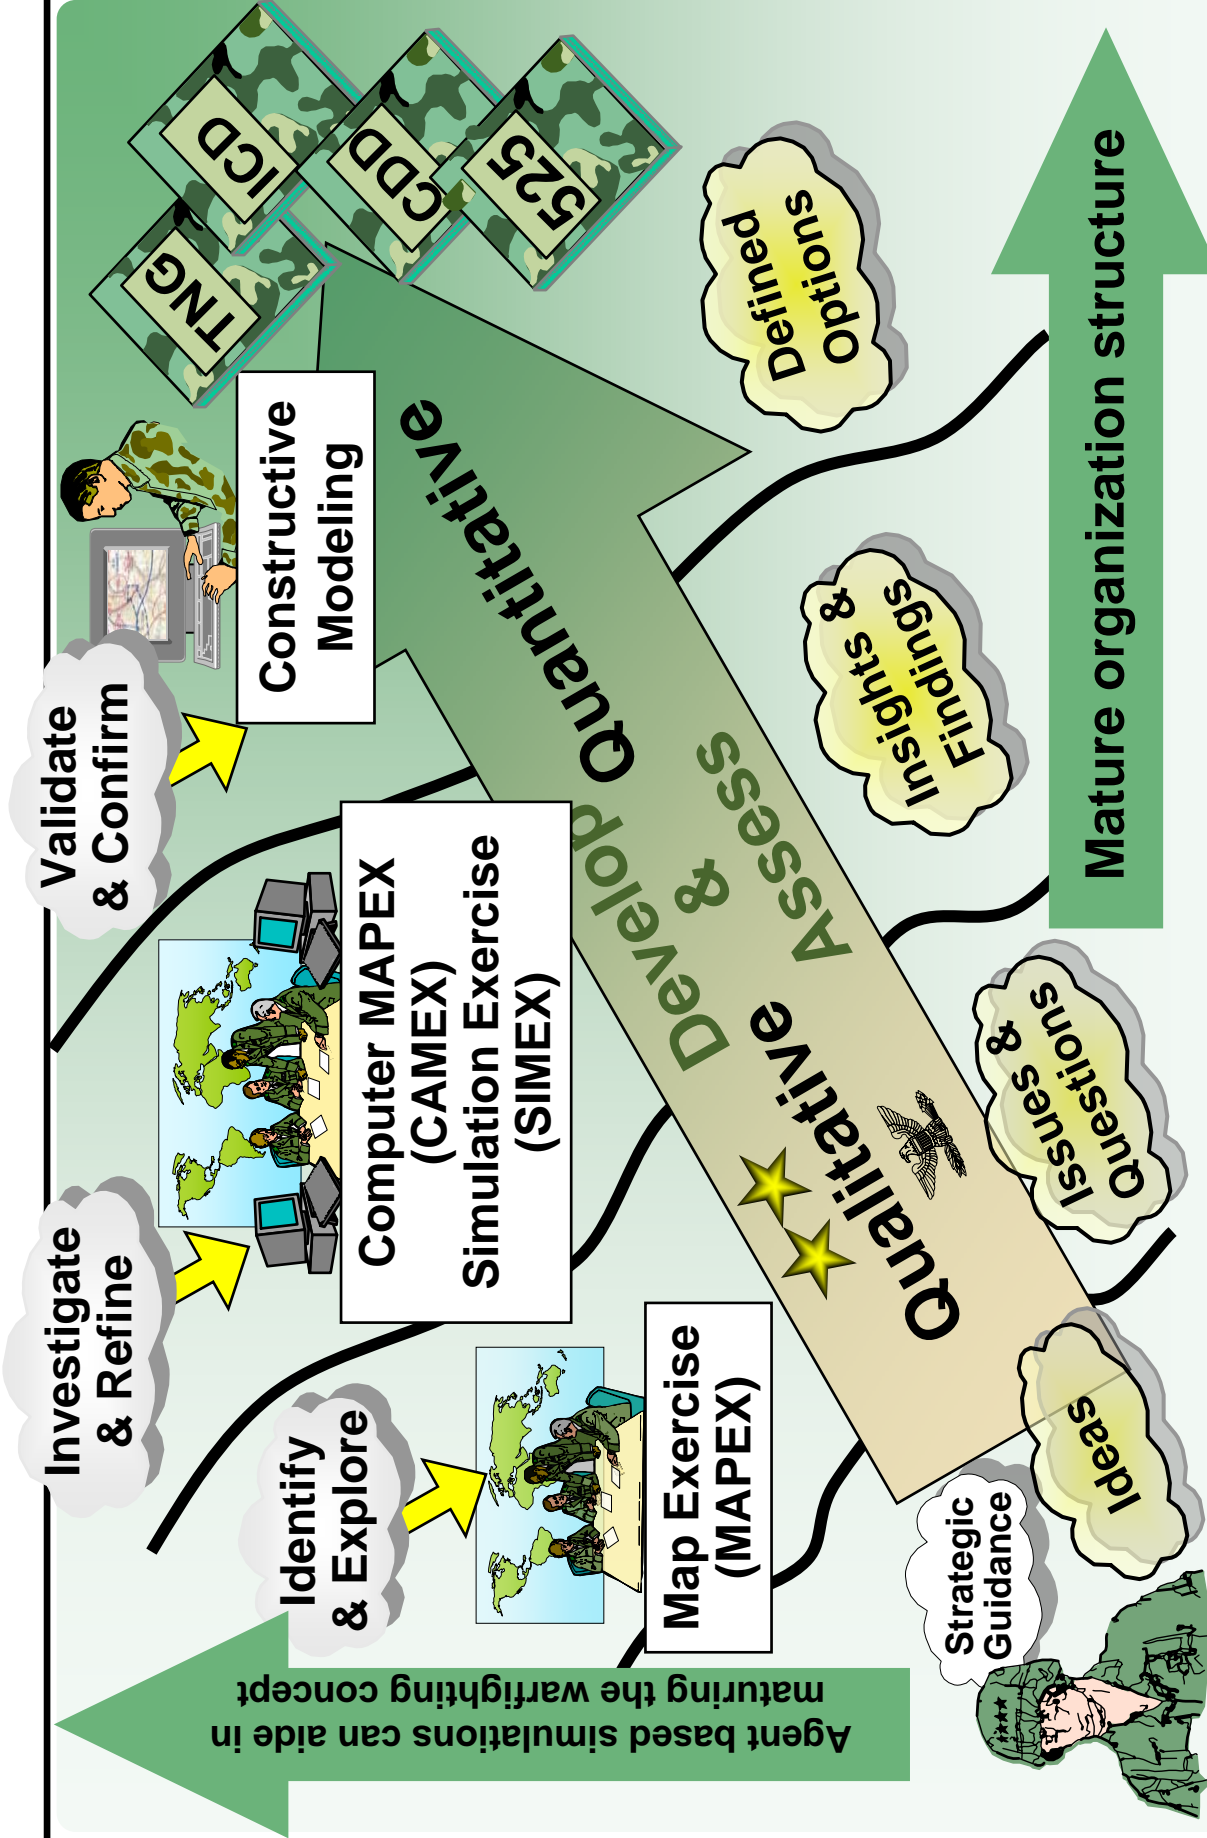 Agent based simulations can aide in
maturing the warfighting concept
Strategic
Guidance
Identify
& Explore
Map Exercise
(MAPEX)
Investigate
& Refine
Computer MAPEX
(CAMEX)
Simulation Exercise
(SIMEX)
Validate
& Confirm
Constructive
Modeling
TNG
ICD
CDD
525
Qualitative
Quantitative
Develop
&
Assess
Ideas
Issues &
Questions
Insights &
Findings
Defined
Options
Mature organization structure